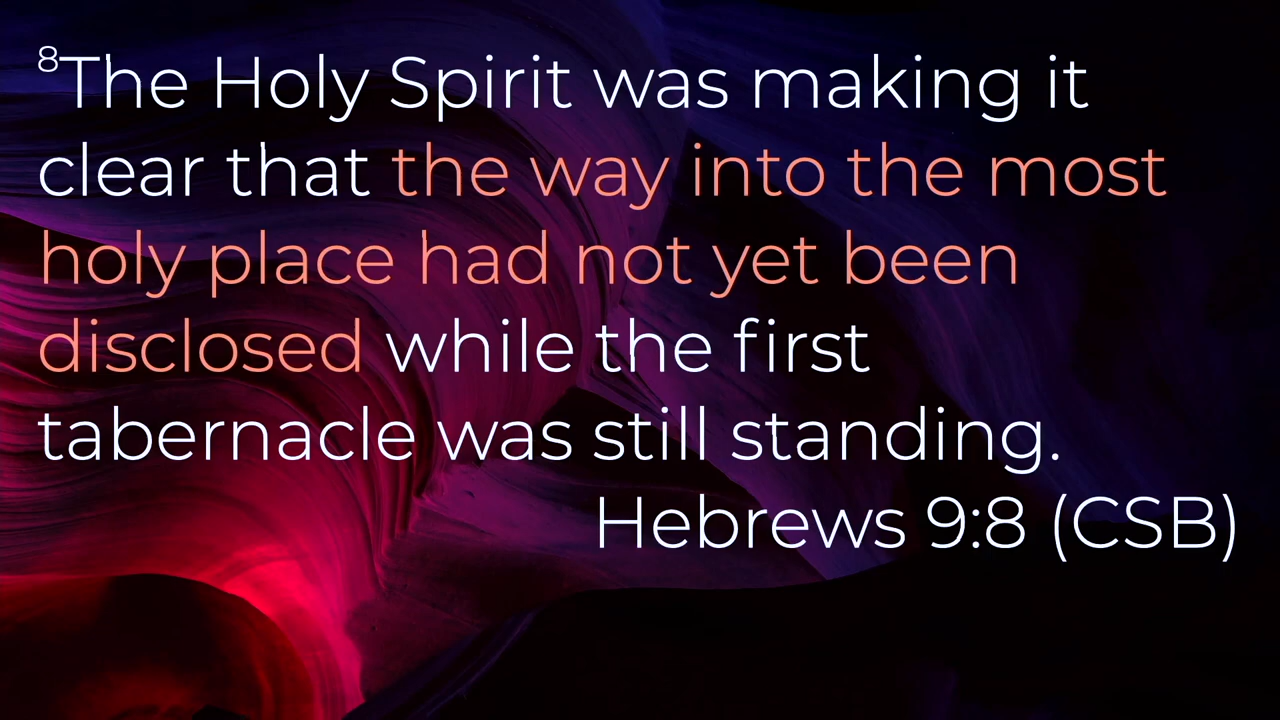 ⁸The Holy Spirit was making it
clear that the way into the most
holy place had not yet been
disclosed while the first
tabernacle was still standing.
Hebrews 9:8 (CSB)